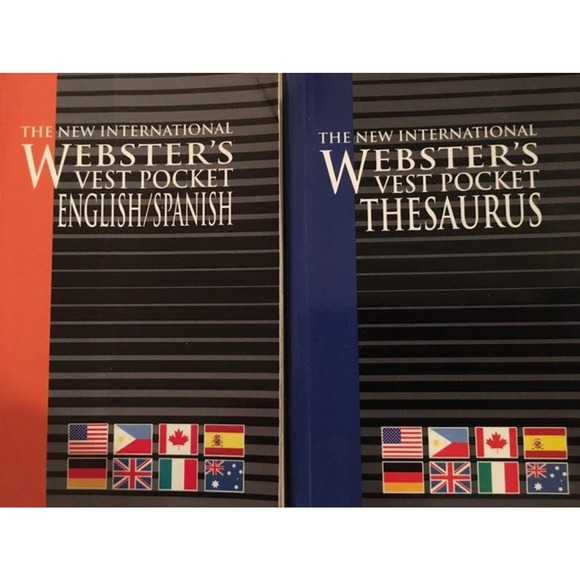 THE NEW INTERNATIONAL
WEBSTER'S
VEST POCKET
ENGLISH/SPANISH
THE NEW INTERNATIONAL
WEBSTER'S
VEST POCKET
THESAURUS